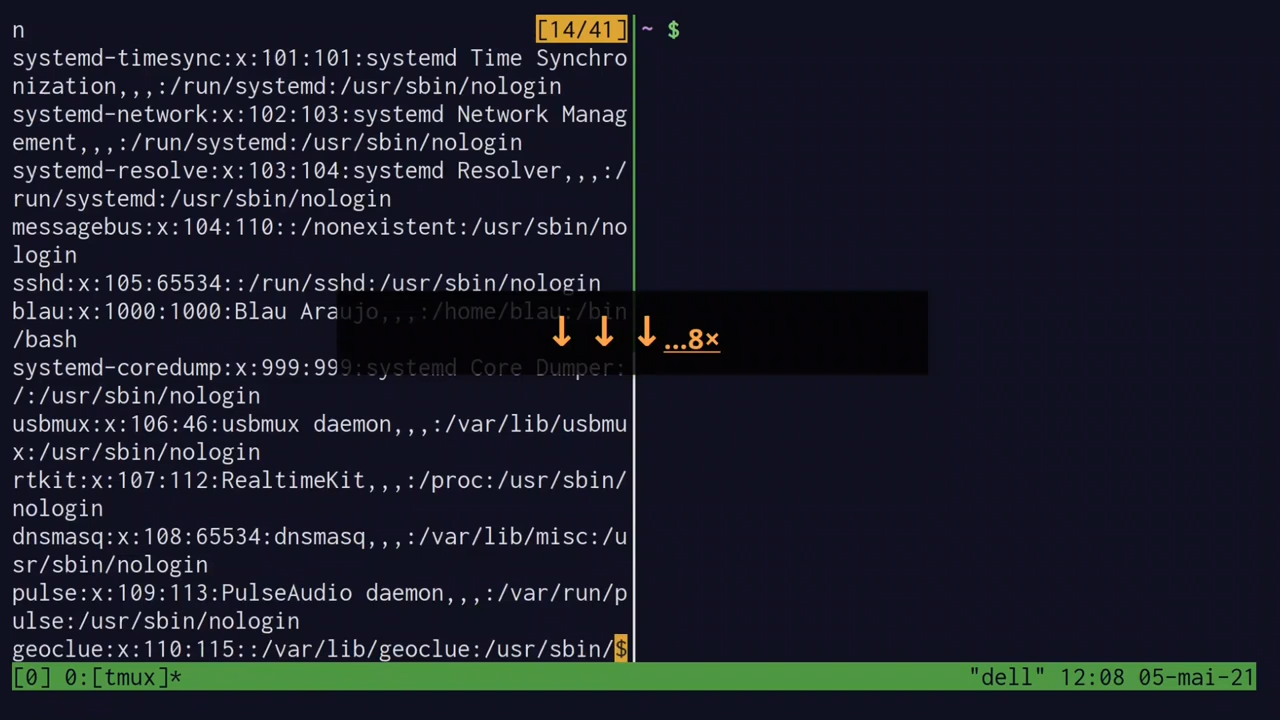 n [14/41]
systemd-timesync:x:101:101:systemd Time Synchro
nization,,,:/run/systemd:/usr/sbin/nologin
systemd-network:x:102:103:systemd Network Manag
ement,,,:/run/systemd:/usr/sbin/nologin
systemd-resolve:x:103:104:systemd Resolver,,,:/
run/systemd:/usr/sbin/nologin
messagebus:x:104:110::/nonexistent:/usr/sbin/no
login
sshd:x:105:65534::/run/sshd:/usr/sbin/nologin
blau:x:1000:1000:Blau Araujo,,,:/home/blau:/bin
/bash
systemd-coredump:x:999:999:systemd Core Dumper:
/:/usr/sbin/nologin
usbmux:x:106:46:usbmux daemon,,,:/var/lib/usbmu
x:/usr/sbin/nologin
rtkit:x:107:112:RealtimeKit,,,:/proc:/usr/sbin/
nologin
dnsmasq:x:108:65534:dnsmasq,,,:/var/lib/misc:/u
sr/sbin/nologin
pulse:x:109:113:PulseAudio daemon,,,:/var/run/p
ulse:/usr/sbin/nologin
geoclue:x:110:115::/var/lib/geoclue:/usr/sbin/$
~ $
↓ ↓ ↓...8×
[0] 0:[tmux]* "dell" 12:08 05-mai-21